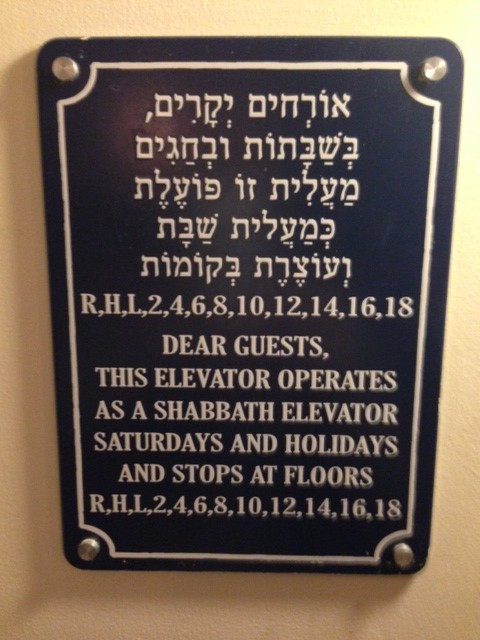 אוֹרְחִים יְקָרִים,
בְּשַׁבָּתוֹת וּבְחַגִים
מַעֲלִית זוֹ פּוֹעֶלֶת
כְּמַעֲלִית שַׁבָּת
וְעוֹצֶרֶת בְּקוֹמוֹת
R,H,L,2,4,6,8,10,12,14,16,18
DEAR GUESTS,
THIS ELEVATOR OPERATES
AS A SHABBATH ELEVATOR
SATURDAYS AND HOLIDAYS
AND STOPS AT FLOORS
R,H,L,2,4,6,8,10,12,14,16,18